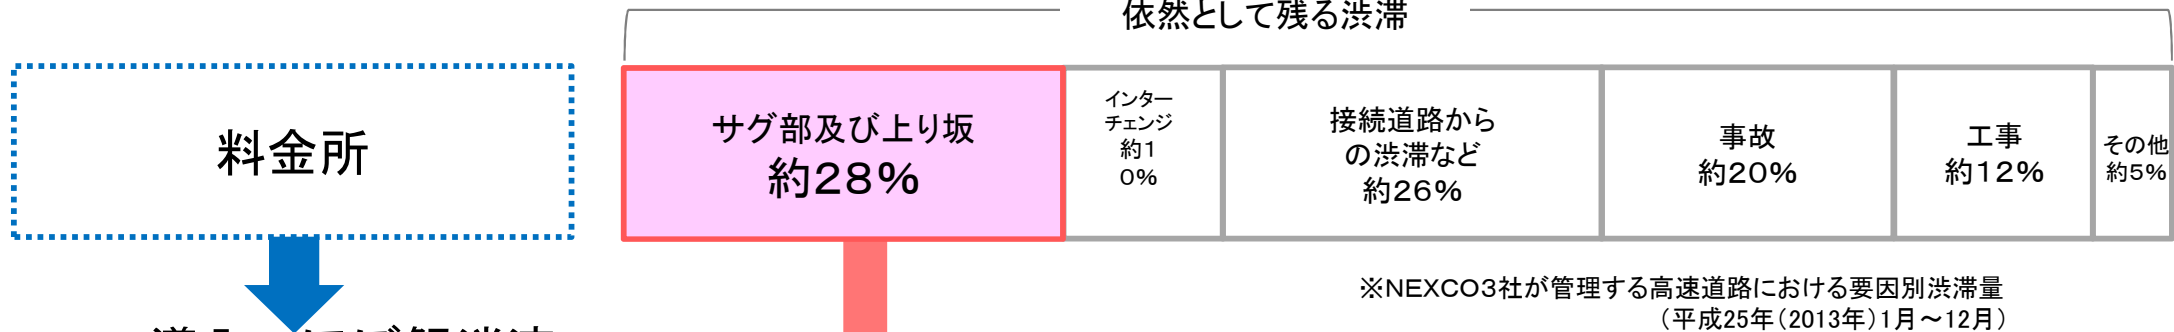 依然として残る渋滞
料金所
サグ部及び上り坂
約28%
インター
チェンジ
約1
0%
接続道路から
の渋滞など
約26%
事故
約20%
工事
約12%
その他
約5%
※NEXCO3社が管理する高速道路における要因別渋滞量
(平成25年(2013年)1月~12月)